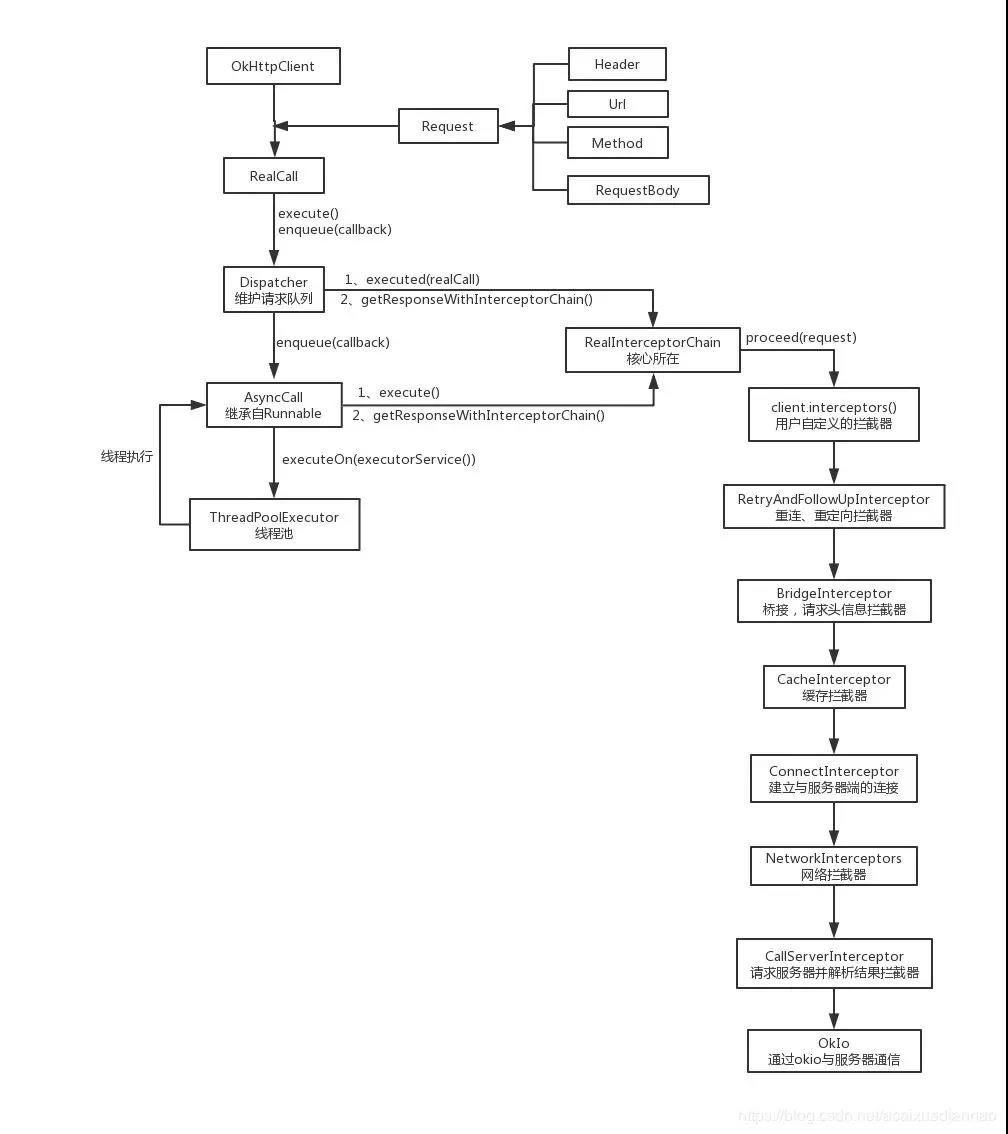 OkHttpClient
Header
Url
Request
Method
RealCall
RequestBody
execute()
enqueue(callback)
Dispatcher
维护请求队列
1、executed(realCall)
2、getResponseWithInterceptorChain()
RealInterceptorChain
核心所在
proceed(request)
enqueue(callback)
AsyncCall
继承自Runnable
1、execute()
2、getResponseWithInterceptorChain()
client.interceptors()
用户自定义的拦截器
线程执行
executeOn(executorService())
ThreadPoolExecutor
线程池
RetryAndFollowUpInterceptor
重连、重定向拦截器
BridgeInterceptor
桥接，请求头信息拦截器
CacheInterceptor
缓存拦截器
ConnectInterceptor
建立与服务器端的连接
NetworkInterceptors
网络拦截器
CallServerInterceptor
请求服务器并解析结果拦截器
OkIo
通过okio与服务器通信